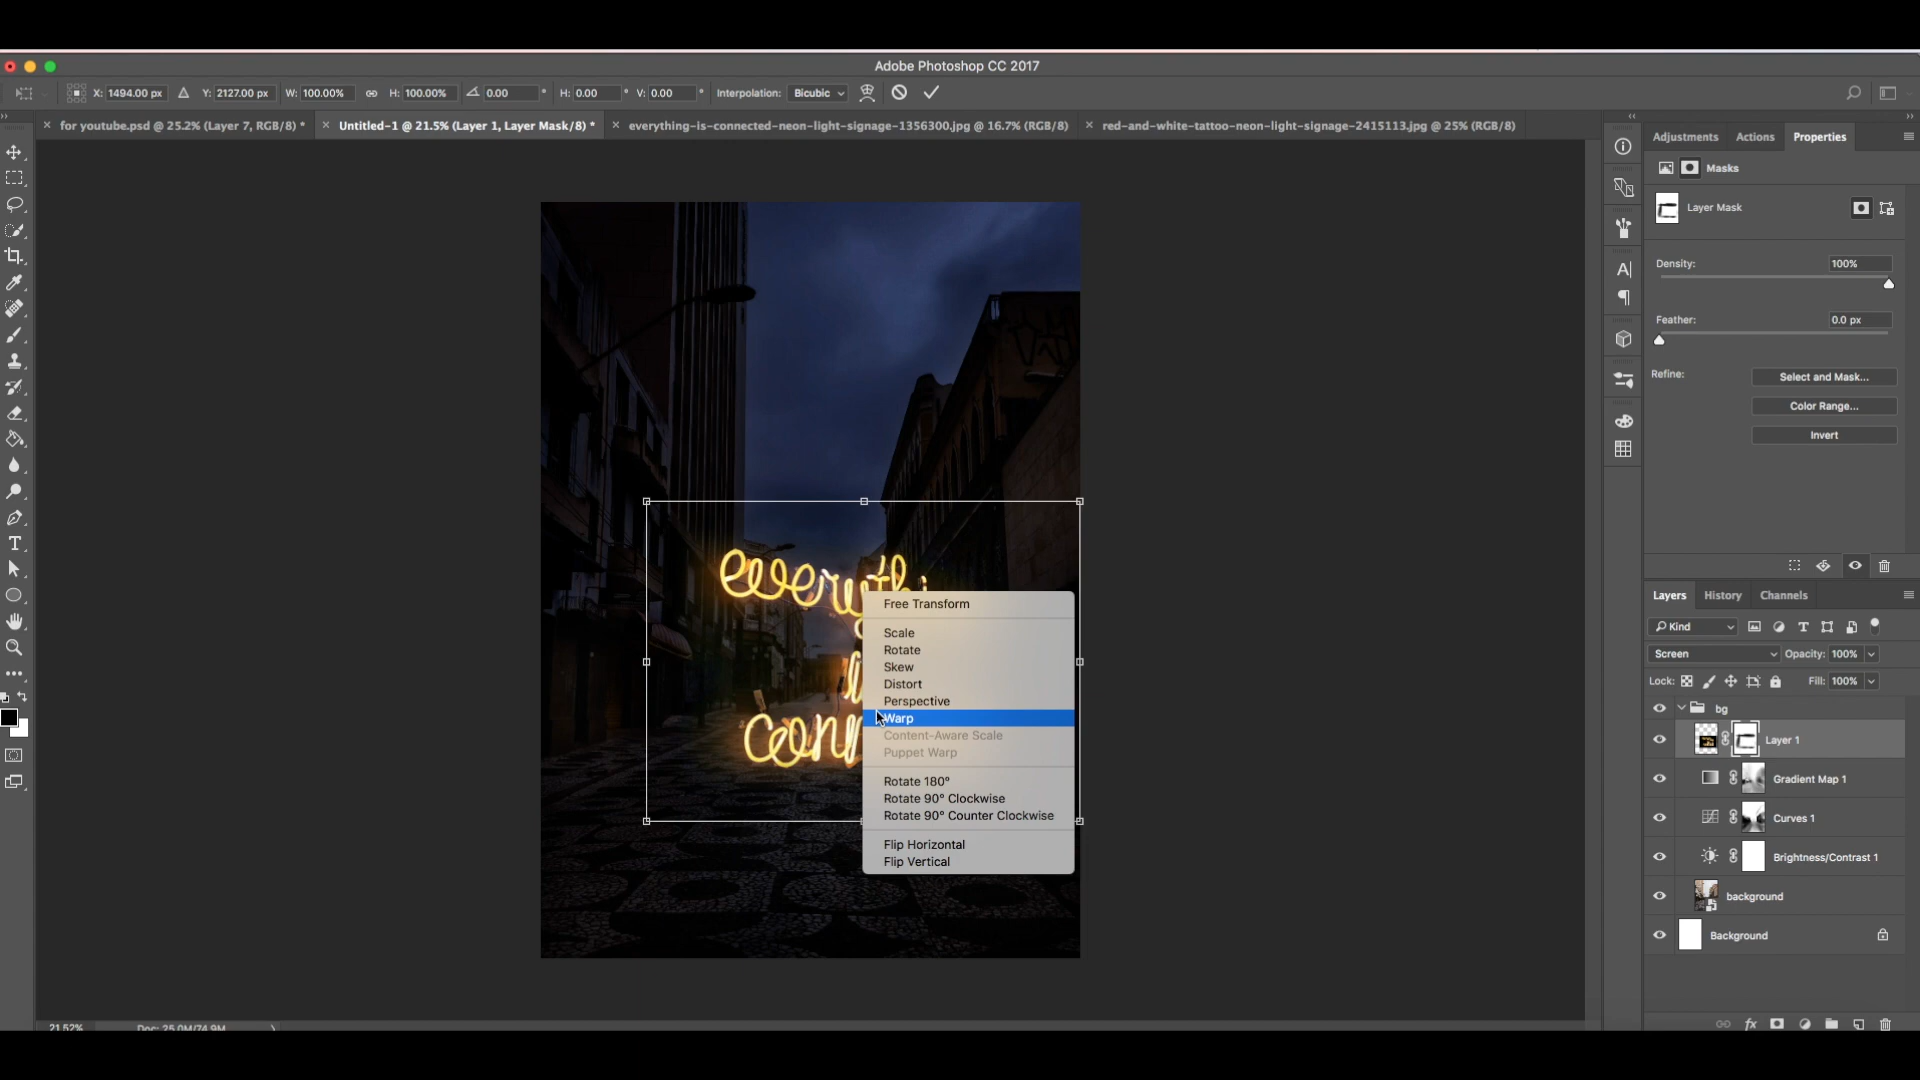 Adobe Photoshop CC 2017
X: 1494.00 px Y: 2127.00 px W: 100.00% H: 100.00% 0.00 ° H: 0.00 ° V: 0.00 ° Interpolation: Bicubic
× for youtube.psd @ 25.2% (Layer 7, RGB/8) * × Untitled-1 @ 21.5% (Layer 1, Layer Mask/8) * × everything-is-connected-neon-light-signage-1356300.jpg @ 16.7% (RGB/8) × red-and-white-tattoo-neon-light-signage-2415113.jpg @ 25% (RGB/8)
Adjustments Actions Properties
Masks
Layer Mask
Density: 100%
Feather: 0.0 px
Refine: Select and Mask...
Color Range...
Invert
everythi
conn
Free Transform
Scale
Rotate
Skew
Distort
Perspective
Warp
Content-Aware Scale
Puppet Warp
Rotate 180°
Rotate 90° Clockwise
Rotate 90° Counter Clockwise
Flip Horizontal
Flip Vertical
Layers History Channels
Kind
Screen Opacity: 100%
Lock: Fill: 100%
bg
Layer 1
Gradient Map 1
Curves 1
Brightness/Contrast 1
background
Background
21.52% Doc: 25.0M/74.9M